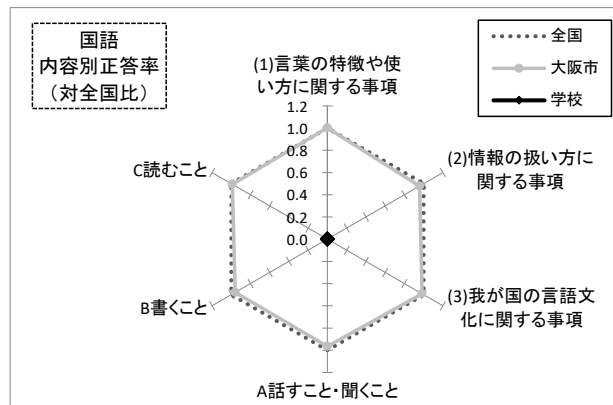 国語
内容別正答率
（対全国比）
全国
大阪市
学校
(1)言葉の特徴や使
い方に関する事項
1.2
1.0
0.8
0.6
0.4
0.2
0.0
(2)情報の扱い方に
関する事項
(3)我が国の言語文
化に関する事項
A話すこと・聞くこと
B書くこと
C読むこと